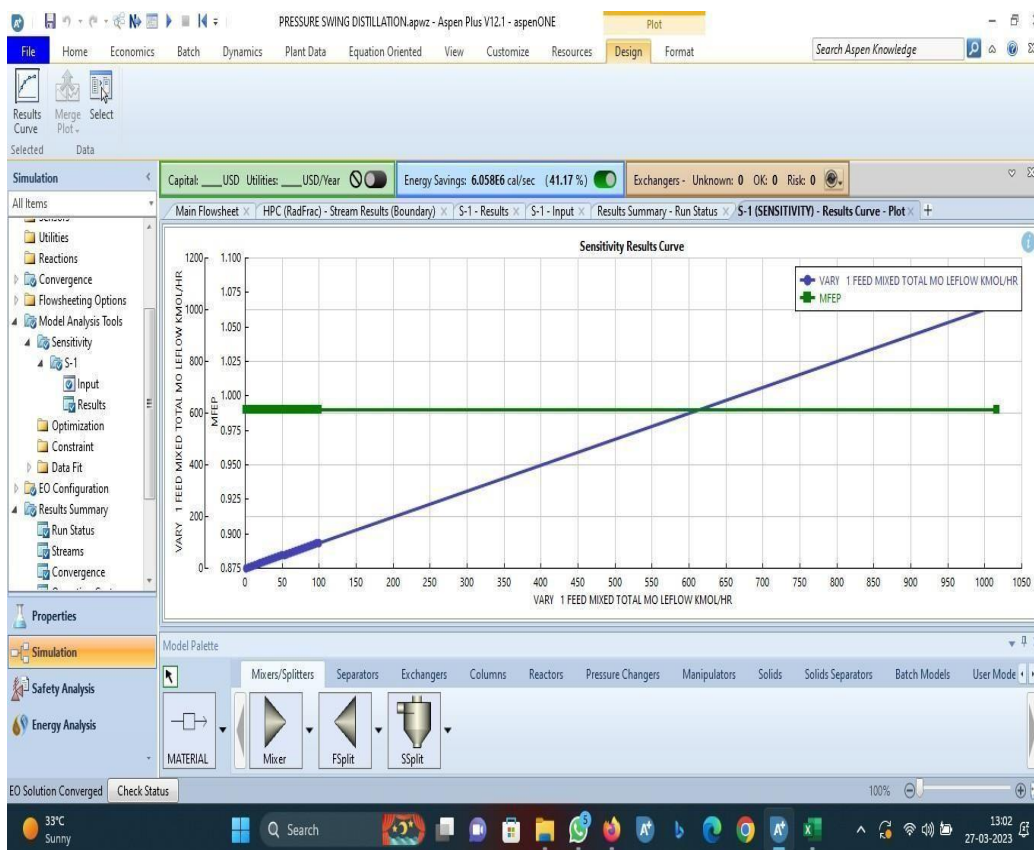 PRESSURE SWING DISTILLATION.apwz - Aspen Plus V12.1 - aspenONE
Plot
File Home Economics Batch Dynamics Plant Data Equation Oriented View Customize Resources Design Format Search Aspen Knowledge
Results Curve
Merge Plot
Select
Selected Data
Simulation
All Items
Utilities
Reactions
Convergence
Flowsheeting Options
Model Analysis Tools
Sensitivity
S-1
Input
Results
Optimization
Constraint
Data Fit
EO Configuration
Results Summary
Run Status
Streams
Convergence
Properties
Simulation
Safety Analysis
Energy Analysis
Capital: ____USD Utilities: ____USD/Year
Energy Savings: 6.058E6 cal/sec (41.17 %)
Exchangers - Unknown: 0 OK: 0 Risk: 0
Main Flowsheet HPC (RadFrac) - Stream Results (Boundary) S-1 - Results S-1 - Input Results Summary - Run Status S-1 (SENSITIVITY) - Results Curve - Plot +
Sensitivity Results Curve
VARY 1 FEED MIXED TOTAL MO LEFLOW KMOL/HR
MFEP
VARY 1 FEED MIXED TOTAL MO LEFLOW KMOL/HR
1200 1000 800 600 400 200 0
MFEP
1.100 1.075 1.050 1.025 1.000 0.975 0.950 0.925 0.900 0.875
0 50 100 150 200 250 300 350 400 450 500 550 600 650 700 750 800 850 900 950 1000 1050
VARY 1 FEED MIXED TOTAL MO LEFLOW KMOL/HR
Model Palette
Mixers/Splitters Separators Exchangers Columns Reactors Pressure Changers Manipulators Solids Solids Separators Batch Models User Mode
MATERIAL Mixer FSplit SSplit
EO Solution Converged Check Status 100%
33°C
Sunny
Search
5
13:02
27-03-2023